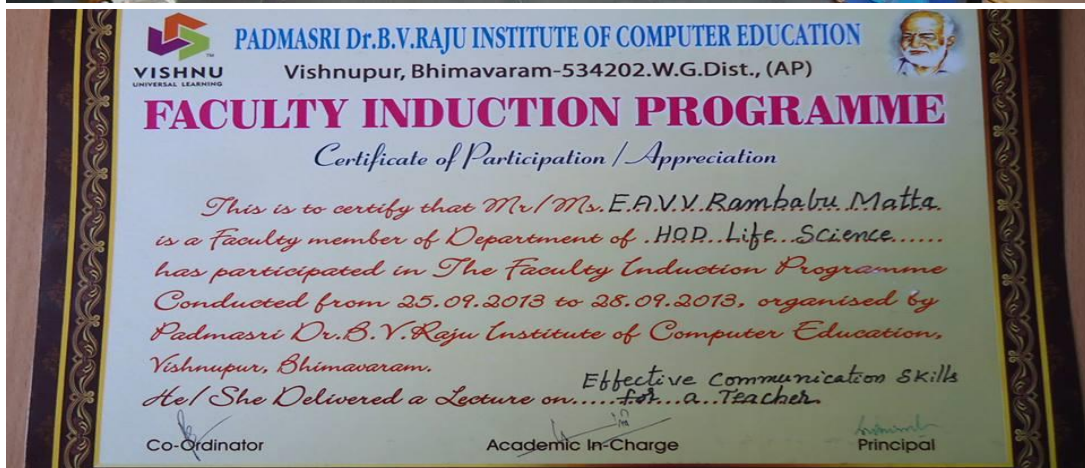 PADMASRI Dr.B.V.RAJU INSTITUTE OF COMPUTER EDUCATION
VISHNU
UNIVERSAL LEARNING
Vishnupur, Bhimavaram-534202.W.G.Dist., (AP)
FACULTY INDUCTION PROGRAMME
Certificate of Participation / Appreciation
This is to certify that Mr/Ms. E.A.V.V. Rambabu Matta
is a Faculty member of Department of .HOD..Life..Science......
has participated in The Faculty Induction Programme
Conducted from 25.09.2013 to 28.09.2013, organised by
Padmasri Dr.B.V.Raju Institute of Computer Education,
Vishnupur, Bhimavaram.
Effective Communication Skills
He/She Delivered a Lecture on.....for...a..Teacher.
Co-Ordinator
Academic In-Charge
Principal